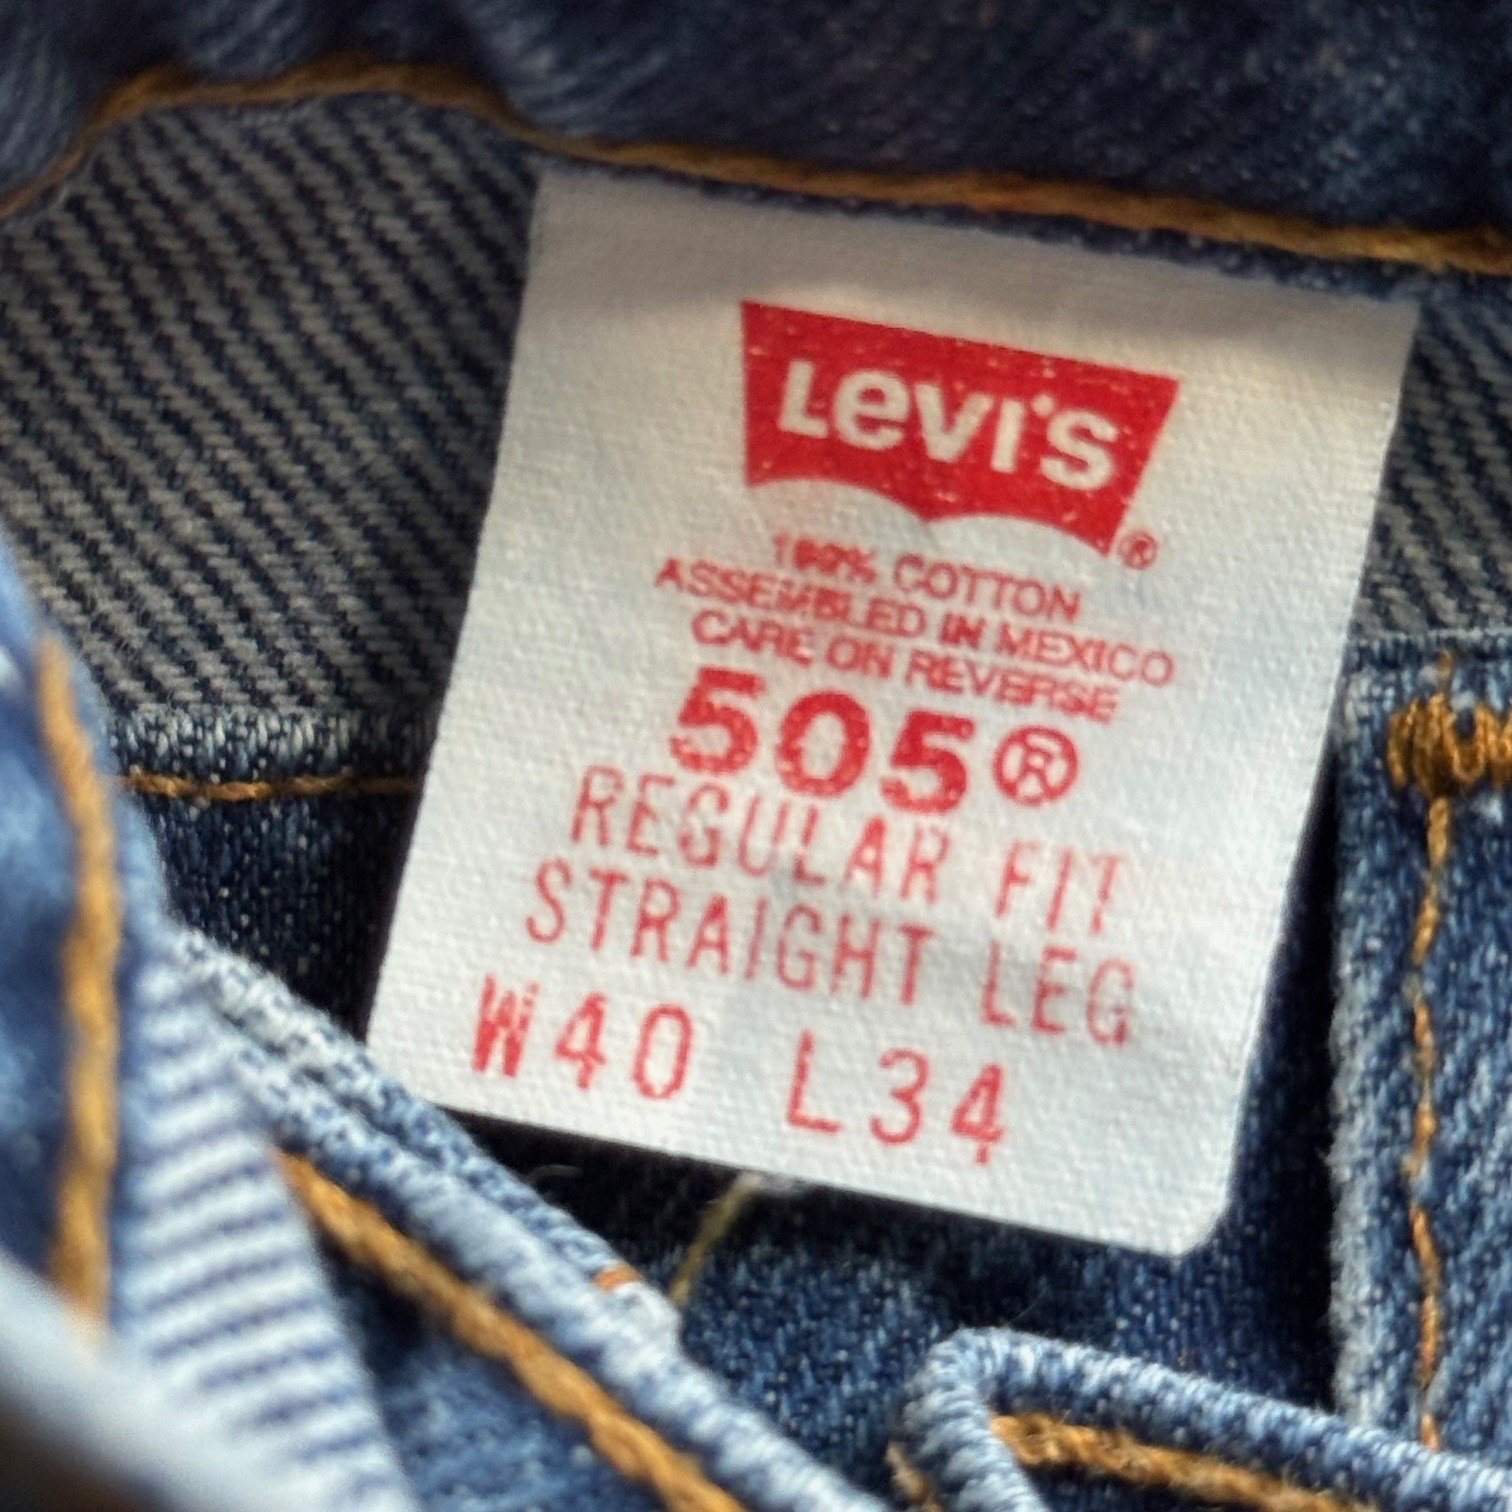 Levi's®
100% COTTON
ASSEMBLED IN MEXICO
CARE ON REVERSE
505®
REGULAR FIT
STRAIGHT LEG
W40 L34